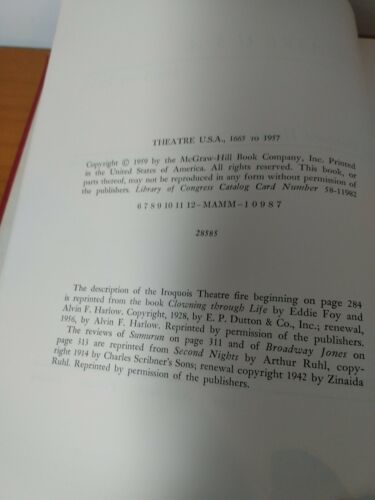 THEATRE U.S.A., 1665 to 1957
Copyright © 1959 by the McGraw-Hill Book Company, Inc. Printed
in the United States of America. All rights reserved. This book, or
parts thereof, may not be reproduced in any form without permission of
the publishers. Library of Congress Catalog Card Number 58-11982
6 7 8 9 10 11 12-MAMM-1 0 9 8 7
28585
The description of the Iroquois Theatre fire beginning on page 284
is reprinted from the book Clowning through Life by Eddie Foy and
Alvin F. Harlow. Copyright, 1928, by E. P. Dutton & Co., Inc.; renewal,
1956, by Alvin F. Harlow. Reprinted by permission of the publishers.
The reviews of Sumurun on page 311 and of Broadway Jones on
page 313 are reprinted from Second Nights by Arthur Ruhl, copy-
right 1914 by Charles Scribner's Sons; renewal copyright 1942 by Zinaida
Ruhl. Reprinted by permission of the publishers.